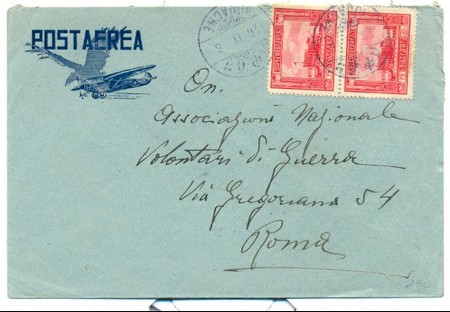 POSTAEREA
On.
Associazione Nazionale
Volontari di Guerra
Via Gregoriana 54
Roma